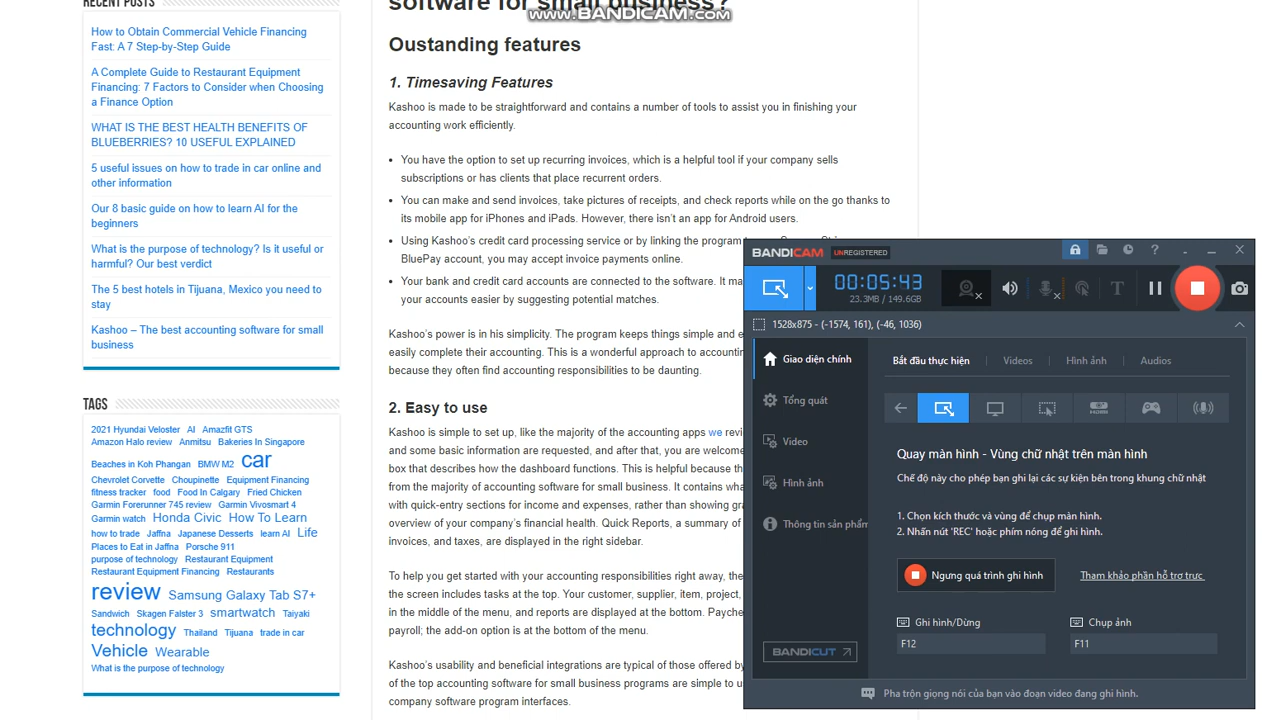 RECENT POSTS
How to Obtain Commercial Vehicle Financing
Fast: A 7 Step-by-Step Guide
A Complete Guide to Restaurant Equipment
Financing: 7 Factors to Consider when Choosing
a Finance Option
WHAT IS THE BEST HEALTH BENEFITS OF
BLUEBERRIES? 10 USEFUL EXPLAINED
5 useful issues on how to trade in car online and
other information
Our 8 basic guide on how to learn AI for the
beginners
What is the purpose of technology? Is it useful or
harmful? Our best verdict
The 5 best hotels in Tijuana, Mexico you need to
stay
Kashoo – The best accounting software for small
business
TAGS
2021 Hyundai Veloster AI Amazfit GTS
Amazon Halo review Anmitsu Bakeries In Singapore
Beaches in Koh Phangan BMW M2 car
Chevrolet Corvette Choupinette Equipment Financing
fitness tracker food Food In Calgary Fried Chicken
Garmin Forerunner 745 review Garmin Vivosmart 4
Garmin watch Honda Civic How To Learn
how to trade Jaffna Japanese Desserts learn AI Life
Places to Eat in Jaffna Porsche 911
purpose of technology Restaurant Equipment
Restaurant Equipment Financing Restaurants
review Samsung Galaxy Tab S7+
Sandwich Skagen Falster 3 smartwatch Taiyaki
technology Thailand Tijuana trade in car
Vehicle Wearable
What is the purpose of technology
software for small business?
www.BANDICAM.com
Oustanding features
1. Timesaving Features
Kashoo is made to be straightforward and contains a number of tools to assist you in finishing your
accounting work efficiently.
• You have the option to set up recurring invoices, which is a helpful tool if your company sells
subscriptions or has clients that place recurrent orders.
• You can make and send invoices, take pictures of receipts, and check reports while on the go thanks to
its mobile app for iPhones and iPads. However, there isn't an app for Android users.
• Using Kashoo's credit card processing service or by linking the program to
BluePay account, you may accept invoice payments online.
• Your bank and credit card accounts are connected to the software. It
your accounts easier by suggesting potential matches.
Kashoo's power is in his simplicity. The program keeps things simple and
easily complete their accounting. This is a wonderful approach to
because they often find accounting responsibilities to be daunting.
2. Easy to use
Kashoo is simple to set up, like the majority of the accounting apps we
and some basic information are requested, and after that, you are
box that describes how the dashboard functions. This is helpful because
from the majority of accounting software for small business. It contains
with quick-entry sections for income and expenses, rather than showing
overview of your company's financial health. Quick Reports, a summary of
invoices, and taxes, are displayed in the right sidebar.
To help you get started with your accounting responsibilities right away,
the screen includes tasks at the top. Your customer, supplier, item, project,
in the middle of the menu, and reports are displayed at the bottom.
payroll; the add-on option is at the bottom of the menu.
Kashoo's usability and beneficial integrations are typical of those offered by
of the top accounting software for small business programs are simple to
company software program interfaces.
BANDICAM UNREGISTERED
00:05:43
23.3MB / 149.6GB
1528x875 - (-1574, 161), (-46, 1036)
Giao diện chính
Tổng quát
Video
Hình ảnh
Thông tin sản phẩm
BANDICUT
Bắt đầu thực hiện Videos Hình ảnh Audios
Quay màn hình - Vùng chữ nhật trên màn hình
Chế độ này cho phép bạn ghi lại các sự kiện bên trong khung chữ nhật
1. Chọn kích thước và vùng để chụp màn hình.
2. Nhấn nút 'REC' hoặc phím nóng để ghi hình.
Ngưng quá trình ghi hình Tham khảo phần hỗ trợ trực
Ghi hình/Dừng Chụp ảnh
F12 F11
Pha trộn giọng nói của bạn vào đoạn video đang ghi hình.